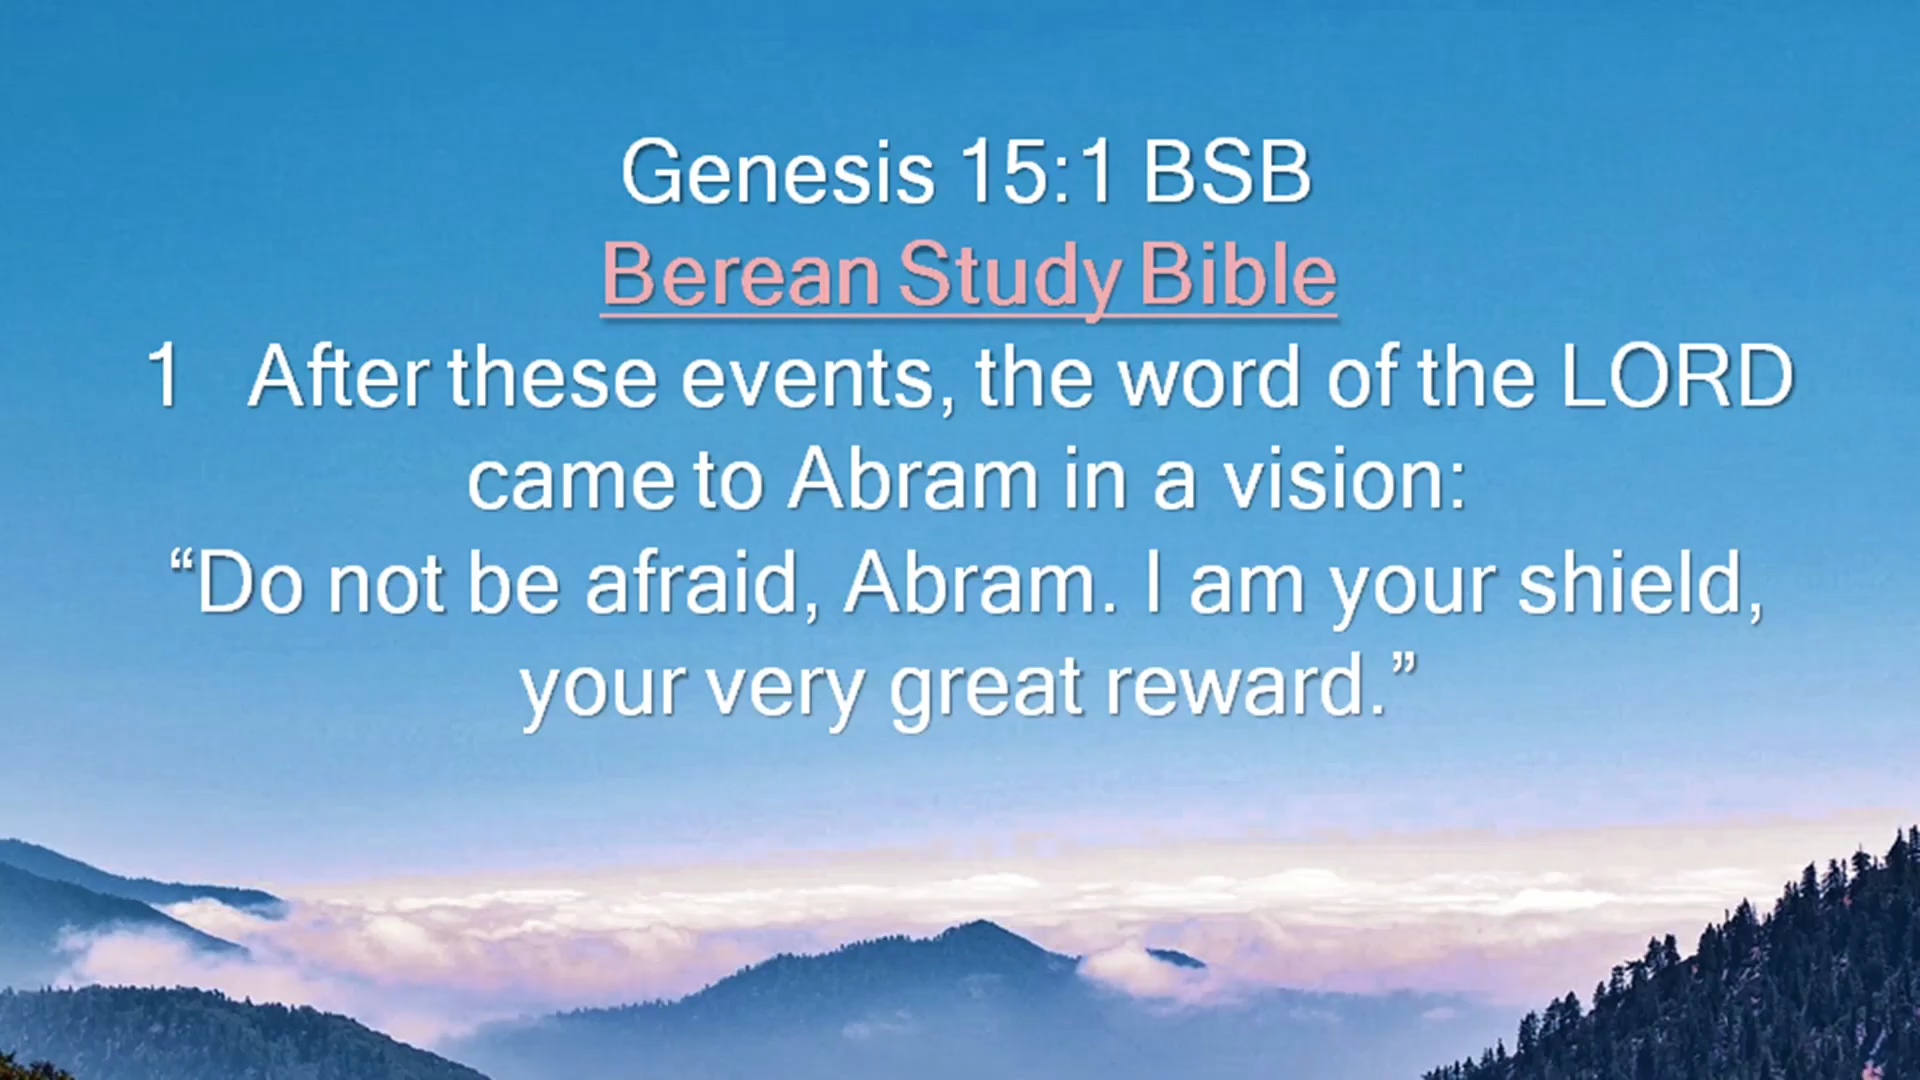 Genesis 15:1 BSB
Berean Study Bible
1 After these events, the word of the LORD
came to Abram in a vision:
“Do not be afraid, Abram. I am your shield,
your very great reward.”